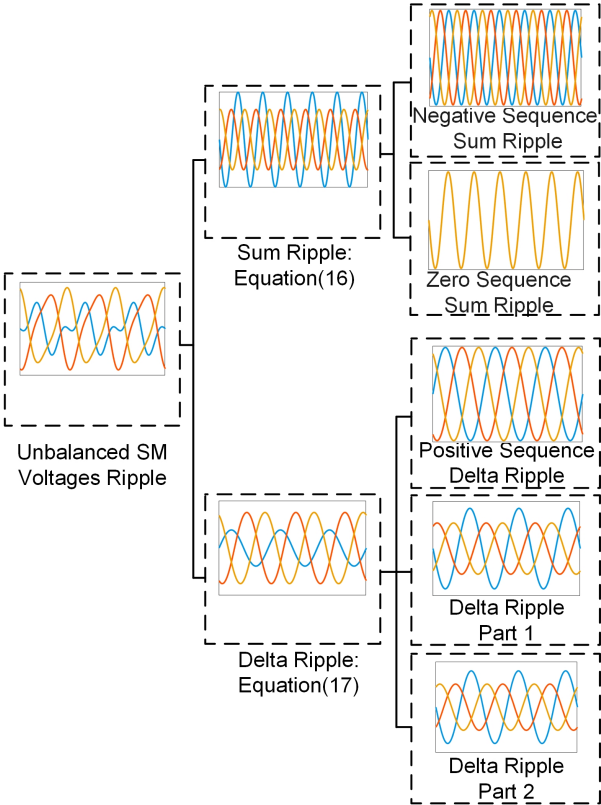 Negative Sequence
Sum Ripple
Sum Ripple:
Equation(16)
Zero Sequence
Sum Ripple
Unbalanced SM
Voltages Ripple
Positive Sequence
Delta Ripple
Delta Ripple
Part 1
Delta Ripple:
Equation(17)
Delta Ripple
Part 2